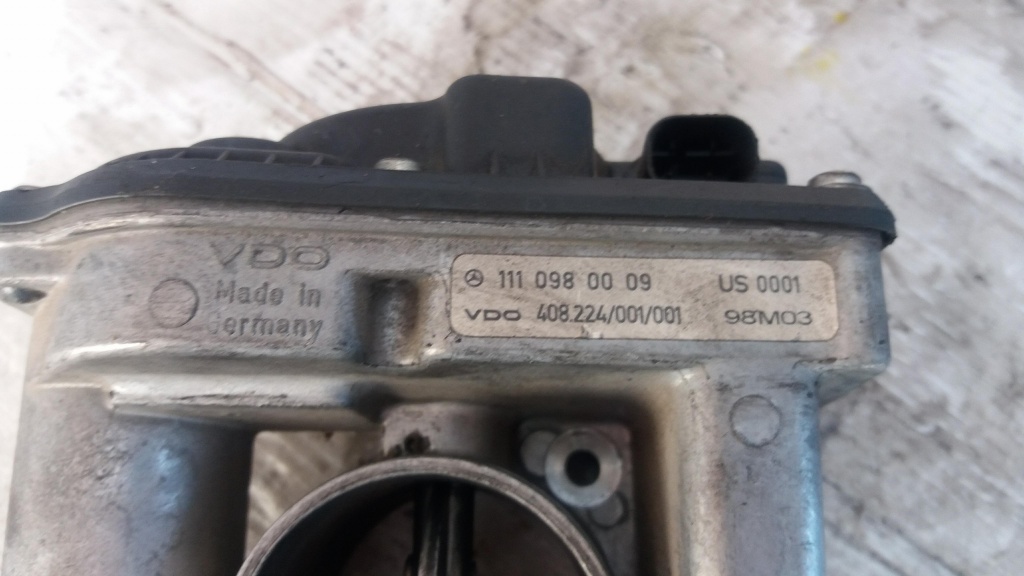 VDO
Made in
Germany
111 098 00 09 US 0001
VDO 408.224/001/001 98M03